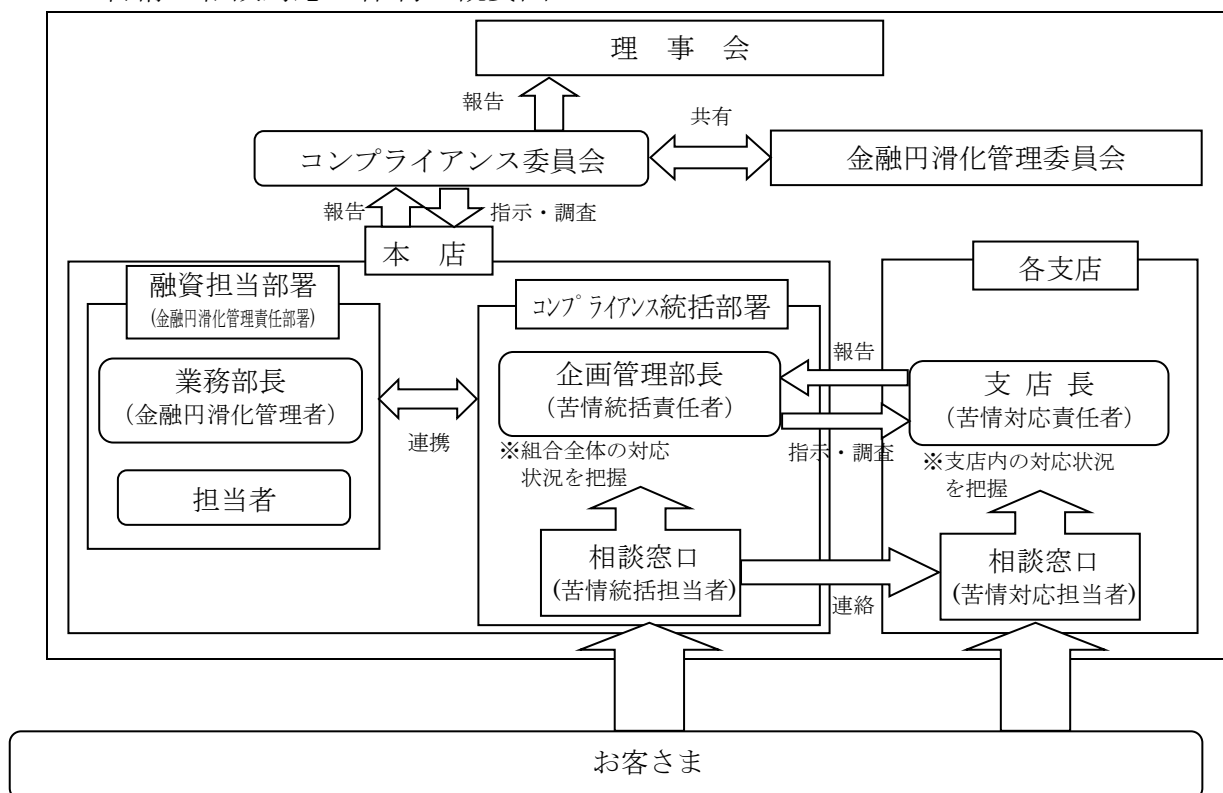 理　事　会
報告
共有
コンプライアンス委員会
金融円滑化管理委員会
報告
指示・調査
本　店
各支店
融資担当部署
(金融円滑化管理責任部署)
コンプライアンス統括部署
業務部長
（金融円滑化管理者）
連携
企画管理部長
（苦情統括責任者）
※組合全体の対応
状況を把握
報告
指示・調査
支 店 長
（苦情対応責任者）
※支店内の対応状況
を把握
担当者
相談窓口
(苦情統括担当者)
連絡
相談窓口
(苦情対応担当者)
お客さま